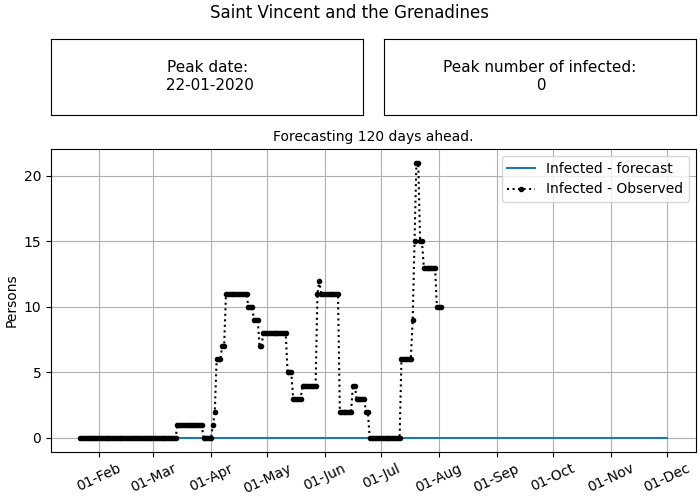 Saint Vincent and the Grenadines
Peak date:
22-01-2020
Peak number of infected:
0
Forecasting 120 days ahead.
Infected - forecast
Infected - Observed
Persons
20
15
10
5
0
01-Feb
01-Mar
01-Apr
01-May
01-Jun
01-Jul
01-Aug
01-Sep
01-Oct
01-Nov
01-Dec